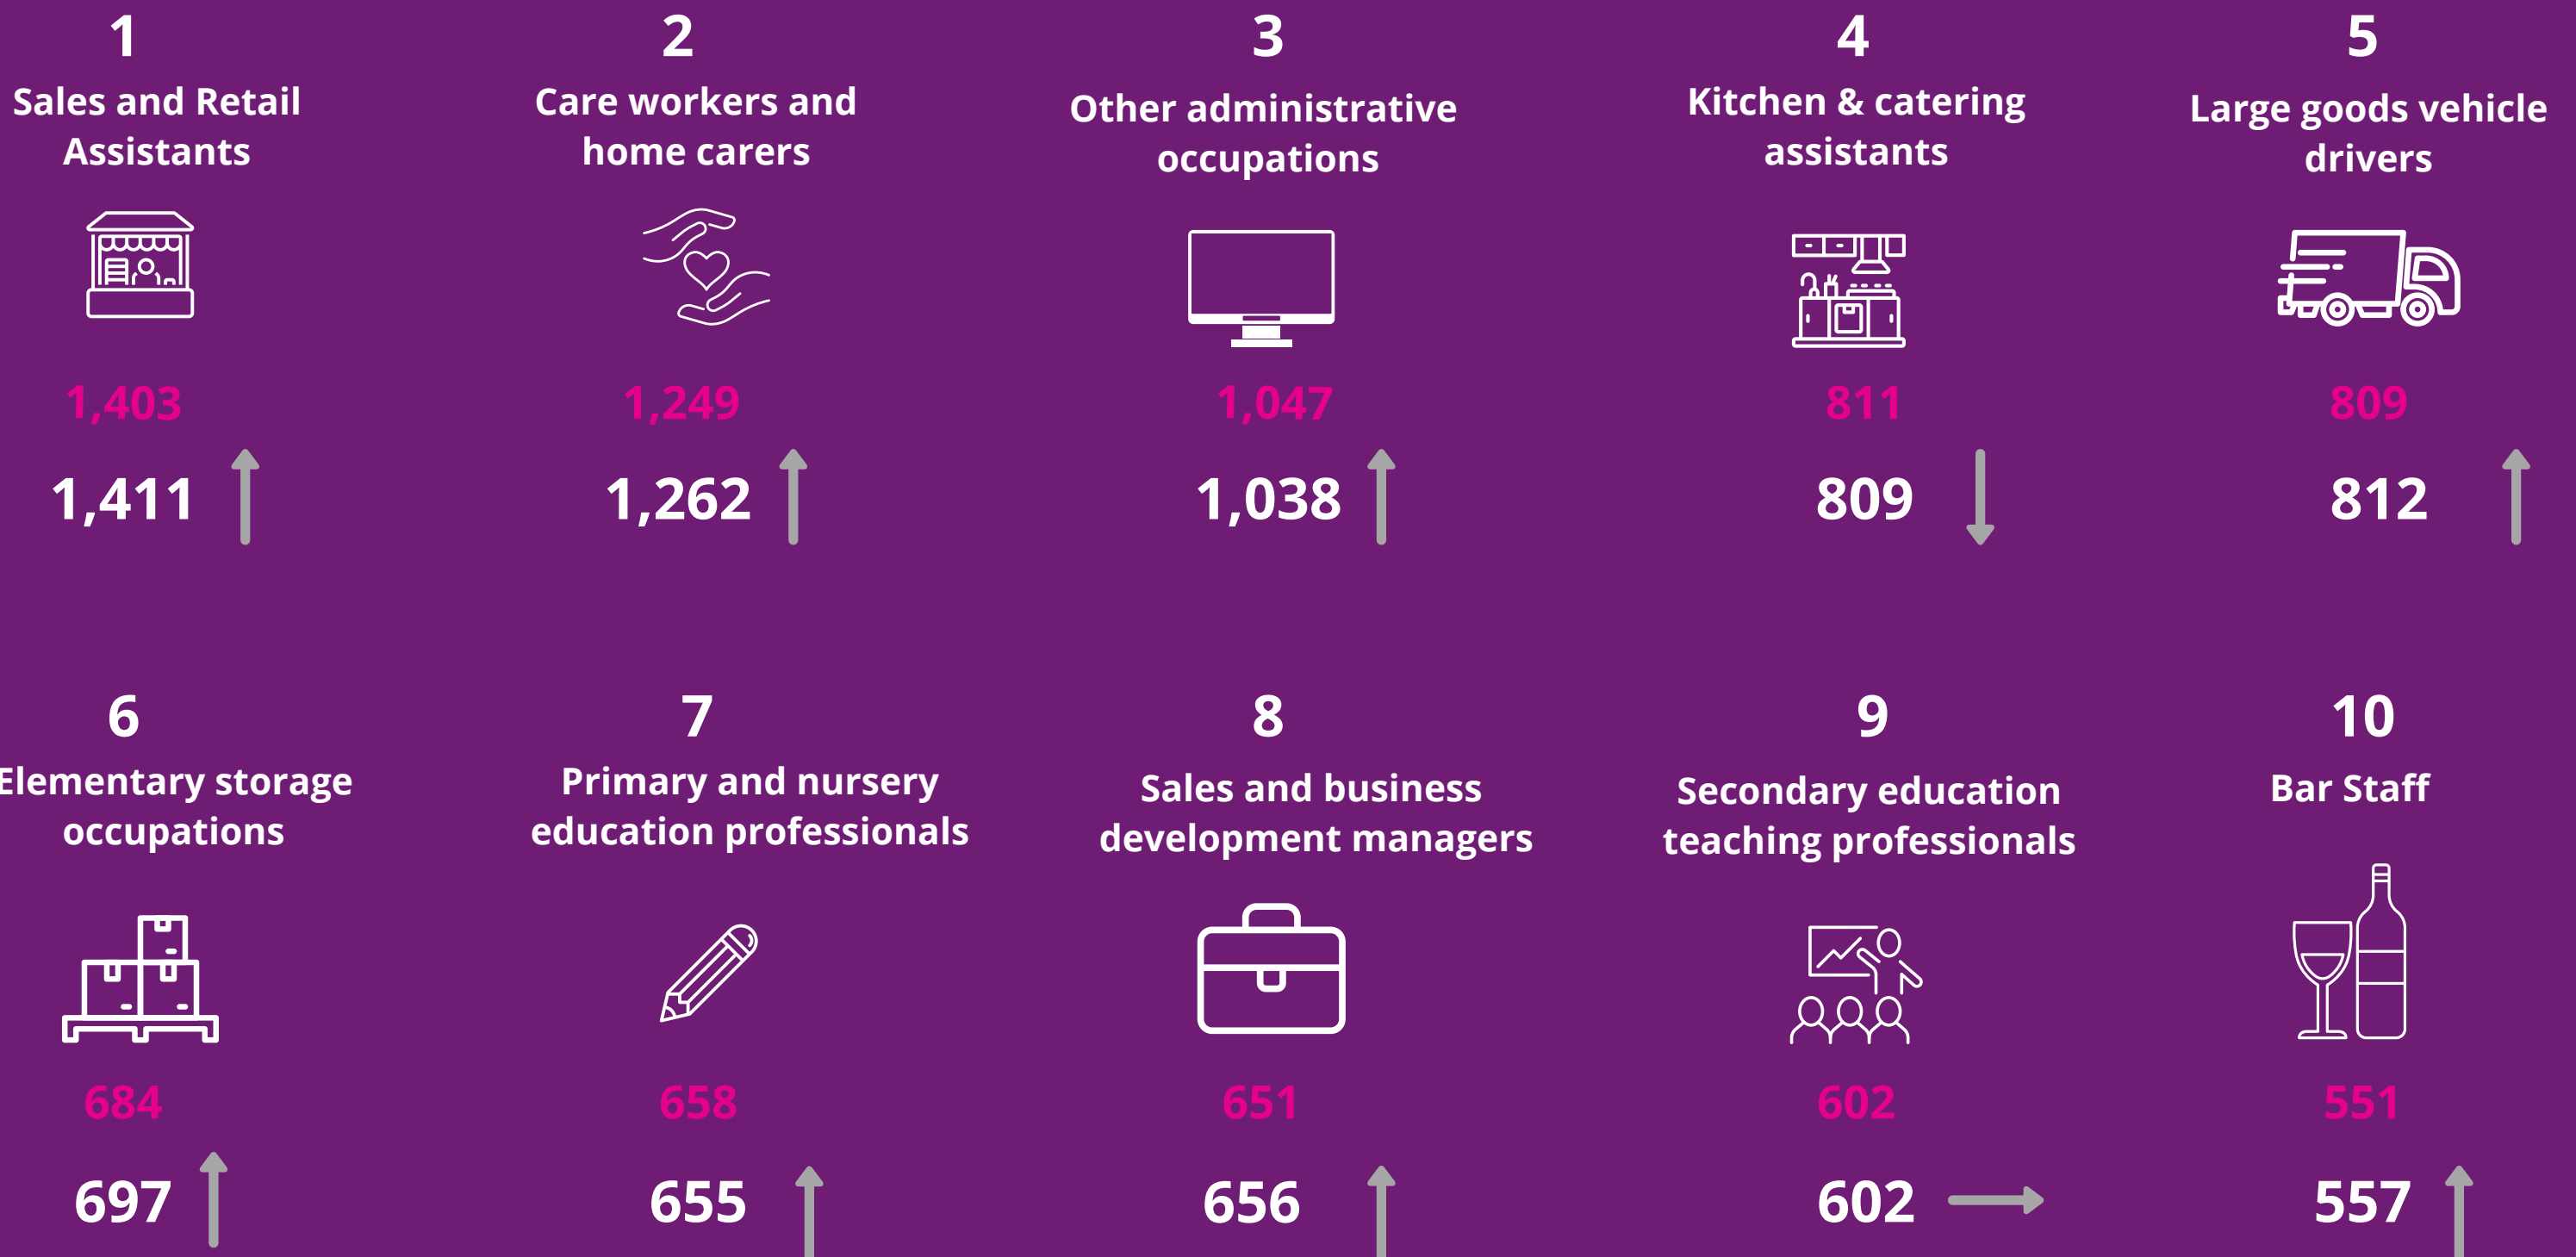 1
Sales and Retail
Assistants
1,403
1,411
2
Care workers and
home carers
1,249
1,262
3
Other administrative
occupations
1,047
1,038
4
Kitchen & catering
assistants
811
809
5
Large goods vehicle
drivers
809
812
6
Elementary storage
occupations
684
697
7
Primary and nursery
education professionals
658
655
8
Sales and business
development managers
651
656
9
Secondary education
teaching professionals
602
602
10
Bar Staff
551
557